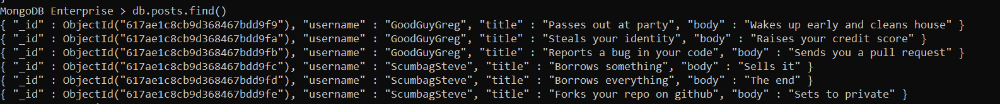 MongoDB Enterprise > db.posts.find()
{ "_id" : ObjectId("617ae1c8cb9d368467bdd9f9"), "username" : "GoodGuyGreg", "title" : "Passes out at party", "body" : "Wakes up early and cleans house" }
{ "_id" : ObjectId("617ae1c8cb9d368467bdd9fa"), "username" : "GoodGuyGreg", "title" : "Steals your identity", "body" : "Raises your credit score" }
{ "_id" : ObjectId("617ae1c8cb9d368467bdd9fb"), "username" : "GoodGuyGreg", "title" : "Reports a bug in your code", "body" : "Sends you a pull request" }
{ "_id" : ObjectId("617ae1c8cb9d368467bdd9fc"), "username" : "ScumbagSteve", "title" : "Borrows something", "body" : "Sells it" }
{ "_id" : ObjectId("617ae1c8cb9d368467bdd9fd"), "username" : "ScumbagSteve", "title" : "Borrows everything", "body" : "The end" }
{ "_id" : ObjectId("617ae1c8cb9d368467bdd9fe"), "username" : "ScumbagSteve", "title" : "Forks your repo on github", "body" : "Sets to private" }